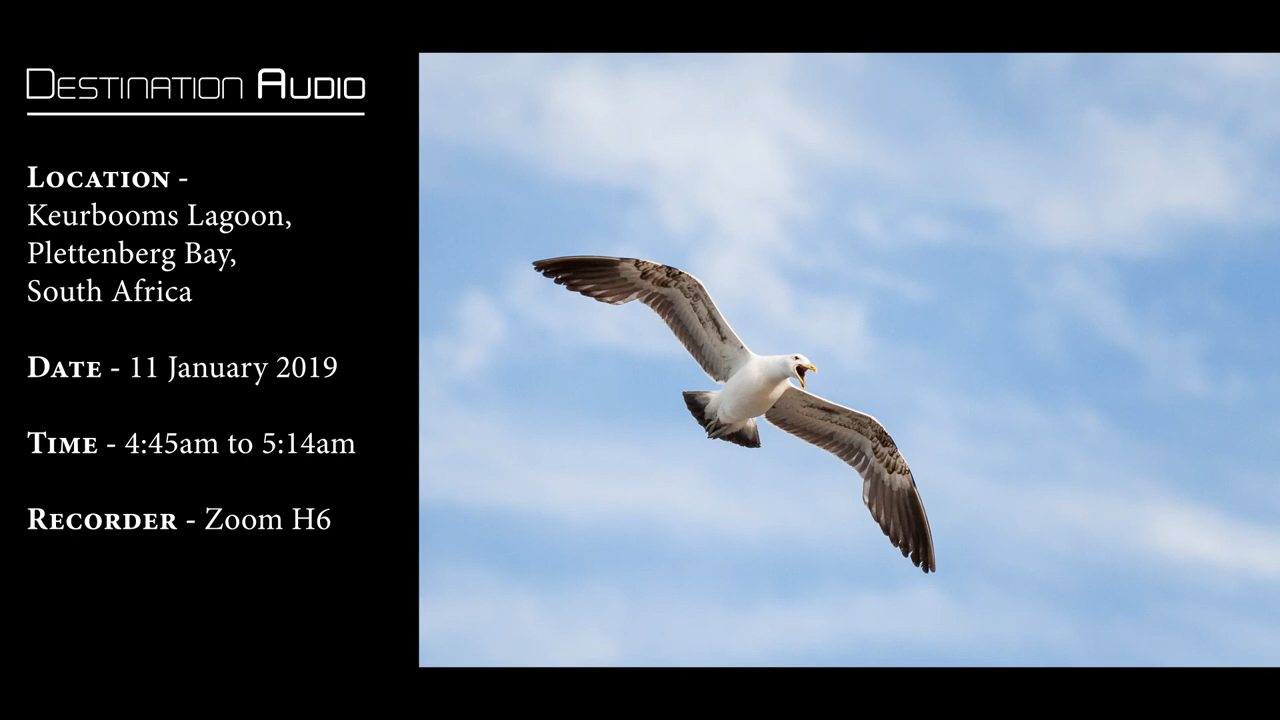 Destination Audio
Location -
Keurbooms Lagoon,
Plettenberg Bay,
South Africa
Date - 11 January 2019
Time - 4:45am to 5:14am
Recorder - Zoom H6